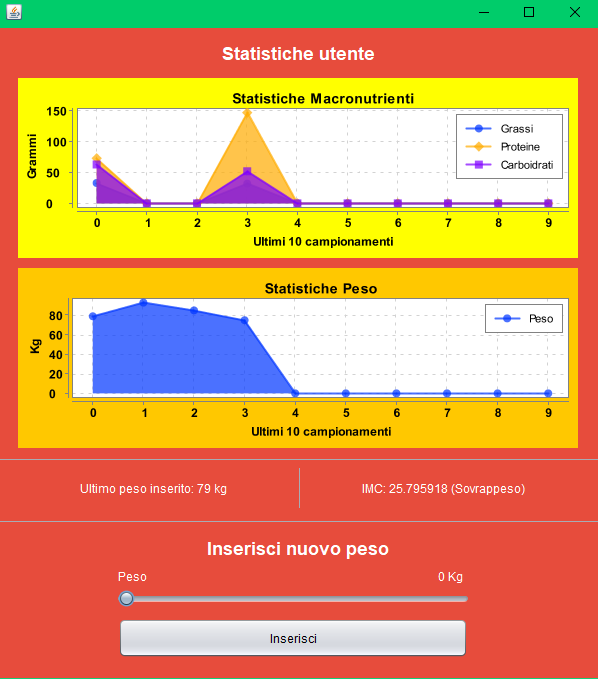 Statistiche utente
Statistiche Macronutrienti
Grammi
150
100
50
0
Grassi
Proteine
Carboidrati
0 1 2 3 4 5 6 7 8 9
Ultimi 10 campionamenti
Statistiche Peso
Kg
80
60
40
20
0
Peso
0 1 2 3 4 5 6 7 8 9
Ultimi 10 campionamenti
Ultimo peso inserito: 79 kg
IMC: 25.795918 (Sovrappeso)
Inserisci nuovo peso
Peso 0 Kg
Inserisci